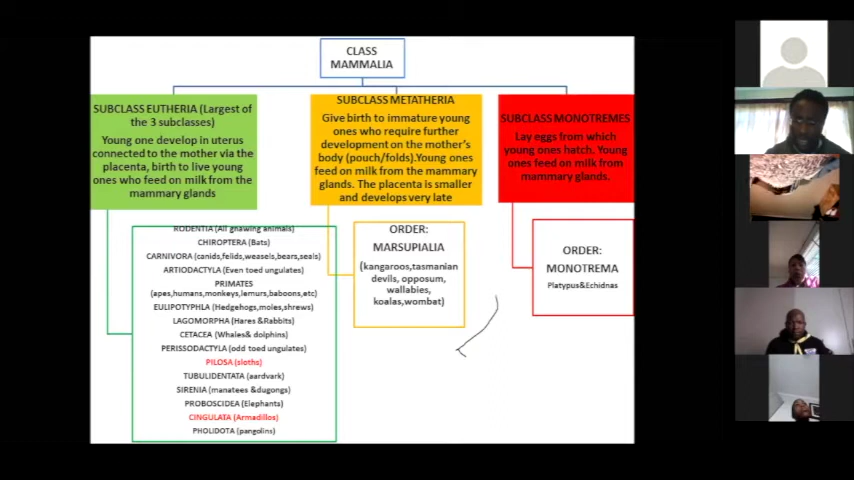 CLASS
MAMMALIA
SUBCLASS EUTHERIA (Largest of
the 3 subclasses)
Young one develop in uterus
connected to the mother via the
placenta, birth to live young
ones who feed on milk from the
mammary glands
SUBCLASS METATHERIA
Give birth to immature young
ones who require further
development on the mother's
body (pouch/folds).Young ones
feed on milk from the mammary
glands. The placenta is smaller
and develops very late
SUBCLASS MONOTREMES
Lay eggs from which
young ones hatch. Young
ones feed on milk from
mammary glands.
RODENTIA (All gnawing animals)
CHIROPTERA (Bats)
CARNIVORA (canids,felids,weasels,bears,seals)
ARTIODACTYLA (Even toed ungulates)
PRIMATES
(apes,humans,monkeys,lemurs,baboons,etc)
EULIPOTYPHLA (Hedgehogs,moles,shrews)
LAGOMORPHA (Hares &Rabbits)
CETACEA (Whales& dolphins)
PERISSODACTYLA (odd toed ungulates)
PILOSA (sloths)
TUBULIDENTATA (aardvark)
SIRENIA (manatees &dugongs)
PROBOSCIDEA (Elephants)
CINGULATA (Armadillos)
PHOLIDOTA (pangolins)
ORDER:
MARSUPIALIA
(kangaroos,tasmanian
devils, opposum,
wallabies,
koalas,wombat)
ORDER:
MONOTREMA
Platypus&Echidnas